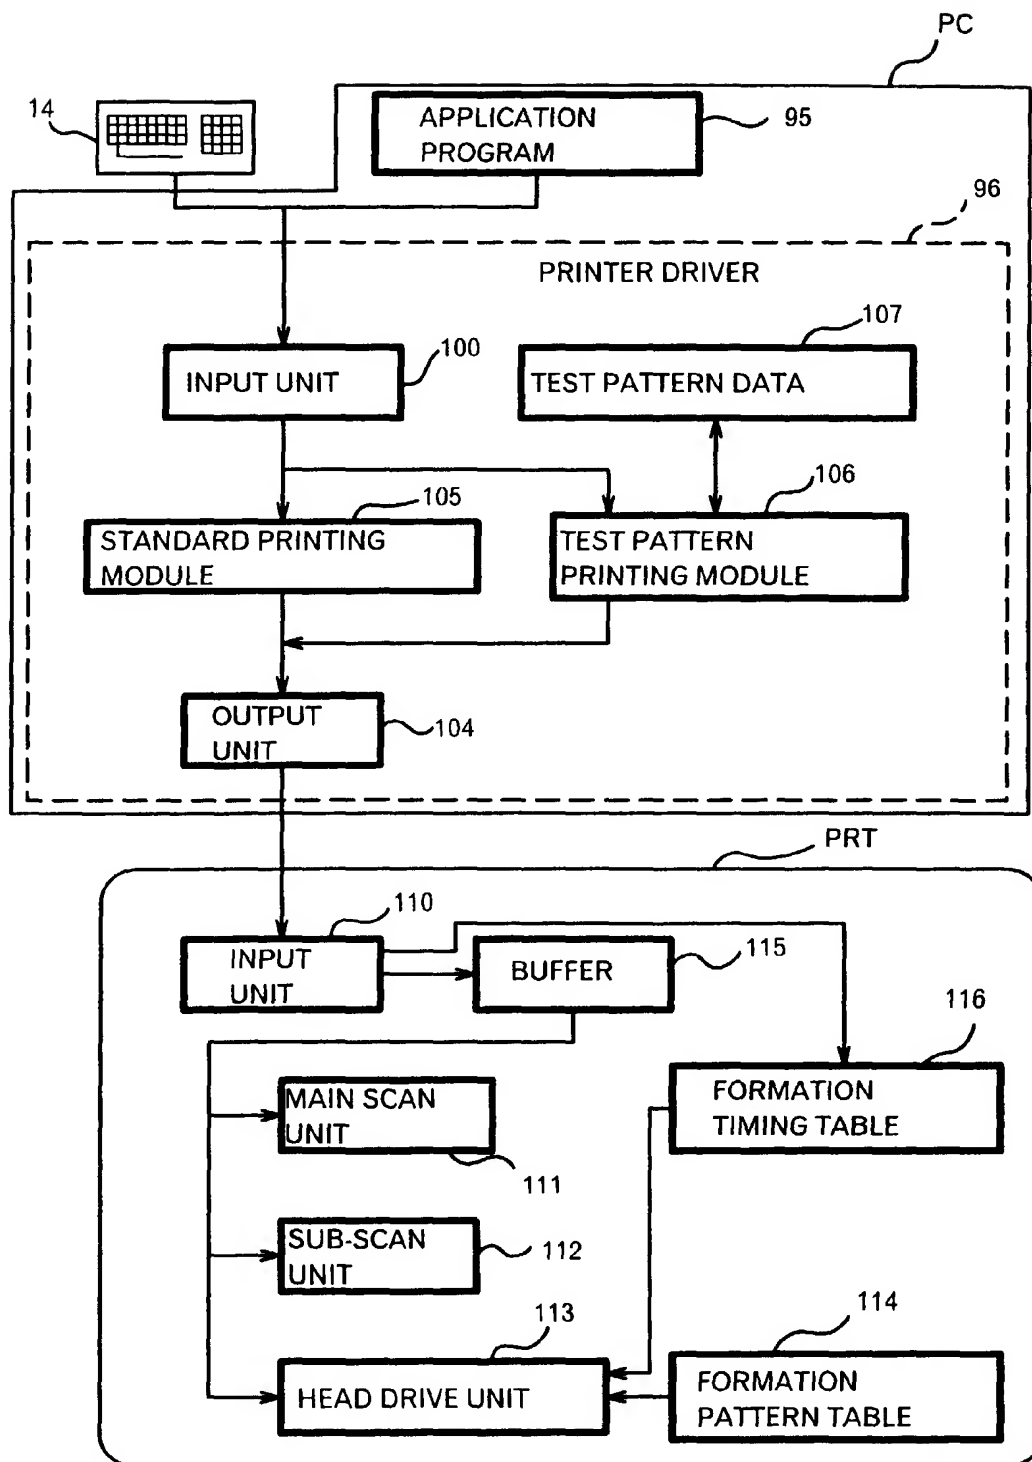 PC
14
APPLICATION
PROGRAM
95
96
PRINTER DRIVER
107
INPUT UNIT
100
TEST PATTERN DATA
105
106
STANDARD PRINTING
MODULE
TEST PATTERN
PRINTING MODULE
OUTPUT
UNIT
104
PRT
110
INPUT
UNIT
BUFFER
115
116
MAIN SCAN
UNIT
111
FORMATION
TIMING TABLE
SUB-SCAN
UNIT
112
113
114
HEAD DRIVE UNIT
FORMATION
PATTERN TABLE